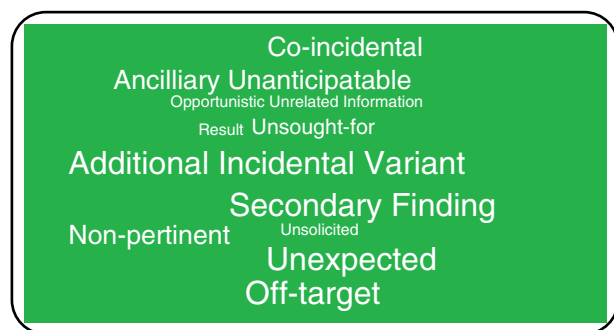 Co-incidental
Ancilliary Unanticipatable
Opportunistic Unrelated Information
Result Unsought-for
Additional Incidental Variant
Secondary Finding
Non-pertinent Unsolicited
Unexpected
Off-target